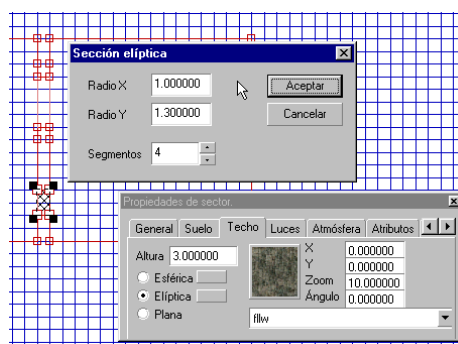 Sección elíptica
Radio X 1.000000 Aceptar
Radio Y 1.300000 Cancelar
Segmentos 4
Propiedades de sector.
General Suelo Techo Luces Atmósfera Atributos
Altura 3.000000 X 0.000000
Esférica Y 0.000000
Elíptica Zoom 10.000000
Plana Ángulo 0.000000
fllw